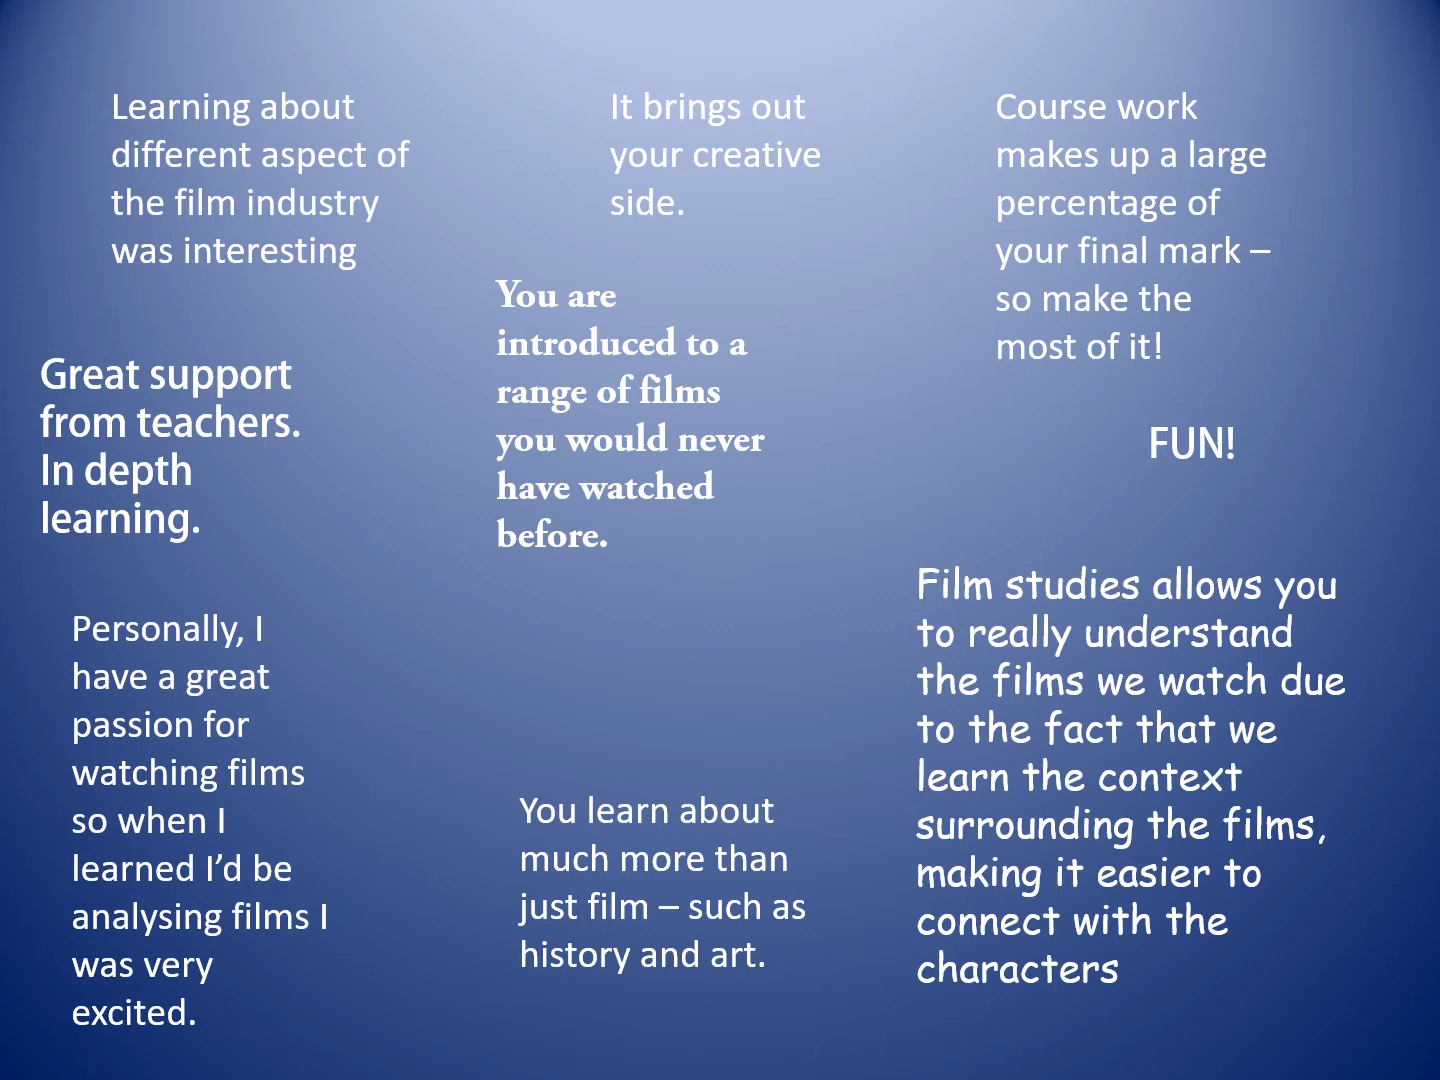 Learning about
different aspect of
the film industry
was interesting
It brings out
your creative
side.
Course work
makes up a large
percentage of
your final mark –
so make the
most of it!
You are
introduced to a
range of films
you would never
have watched
before.
Great support
from teachers.
In depth
learning.
FUN!
Film studies allows you
to really understand
the films we watch due
to the fact that we
learn the context
surrounding the films,
making it easier to
connect with the
characters
Personally, I
have a great
passion for
watching films
so when I
learned I’d be
analysing films I
was very
excited.
You learn about
much more than
just film – such as
history and art.